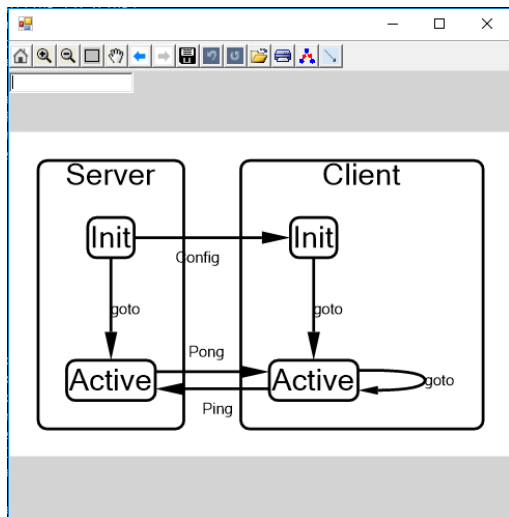 Server
Client
Init
Init
Config
goto
goto
Pong
Active
Active
goto
Ping